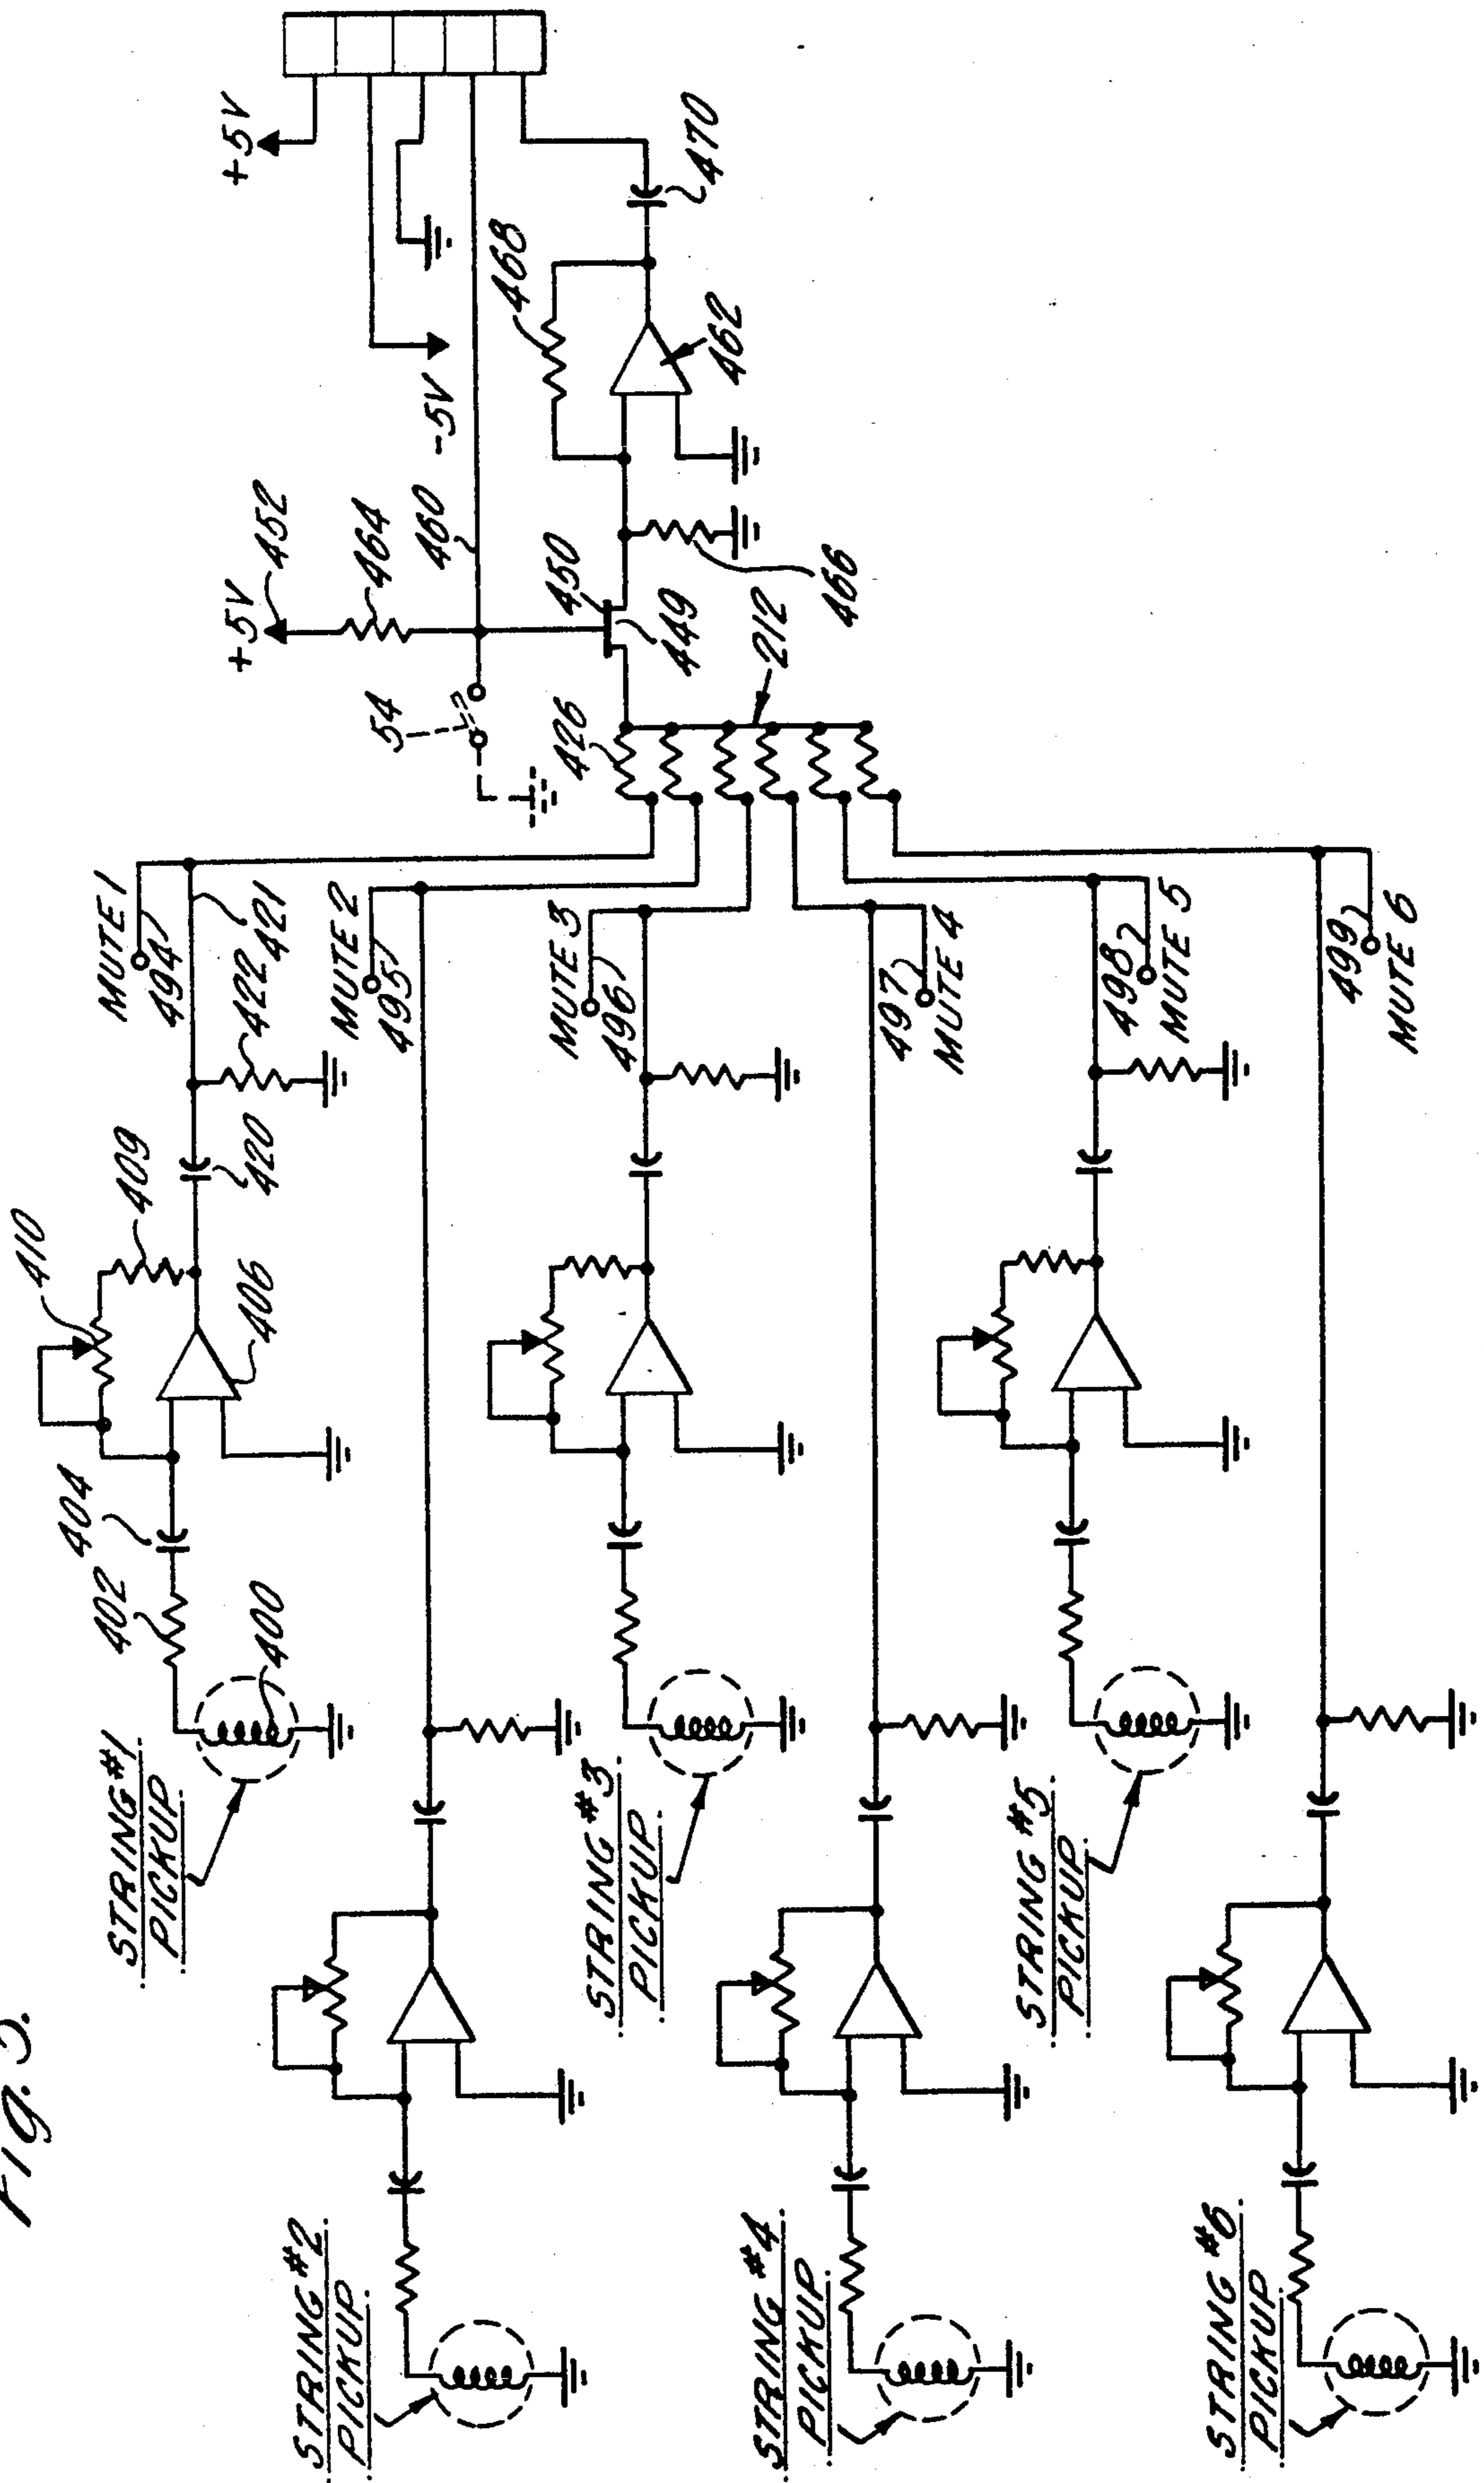 Fig. 5.
STRING #1
PICKUP
400
402
404
406
410
409
420
422
421
MUTE 1
494
STRING #2
PICKUP
MUTE 2
495
STRING #3
PICKUP
MUTE 3
496
STRING #4
PICKUP
497
MUTE 4
STRING #5
PICKUP
498
MUTE 5
STRING #6
PICKUP
499
MUTE 6
426
212
54
+5V
452
464
460
450
449
466
468
462
470
-5V
+5V